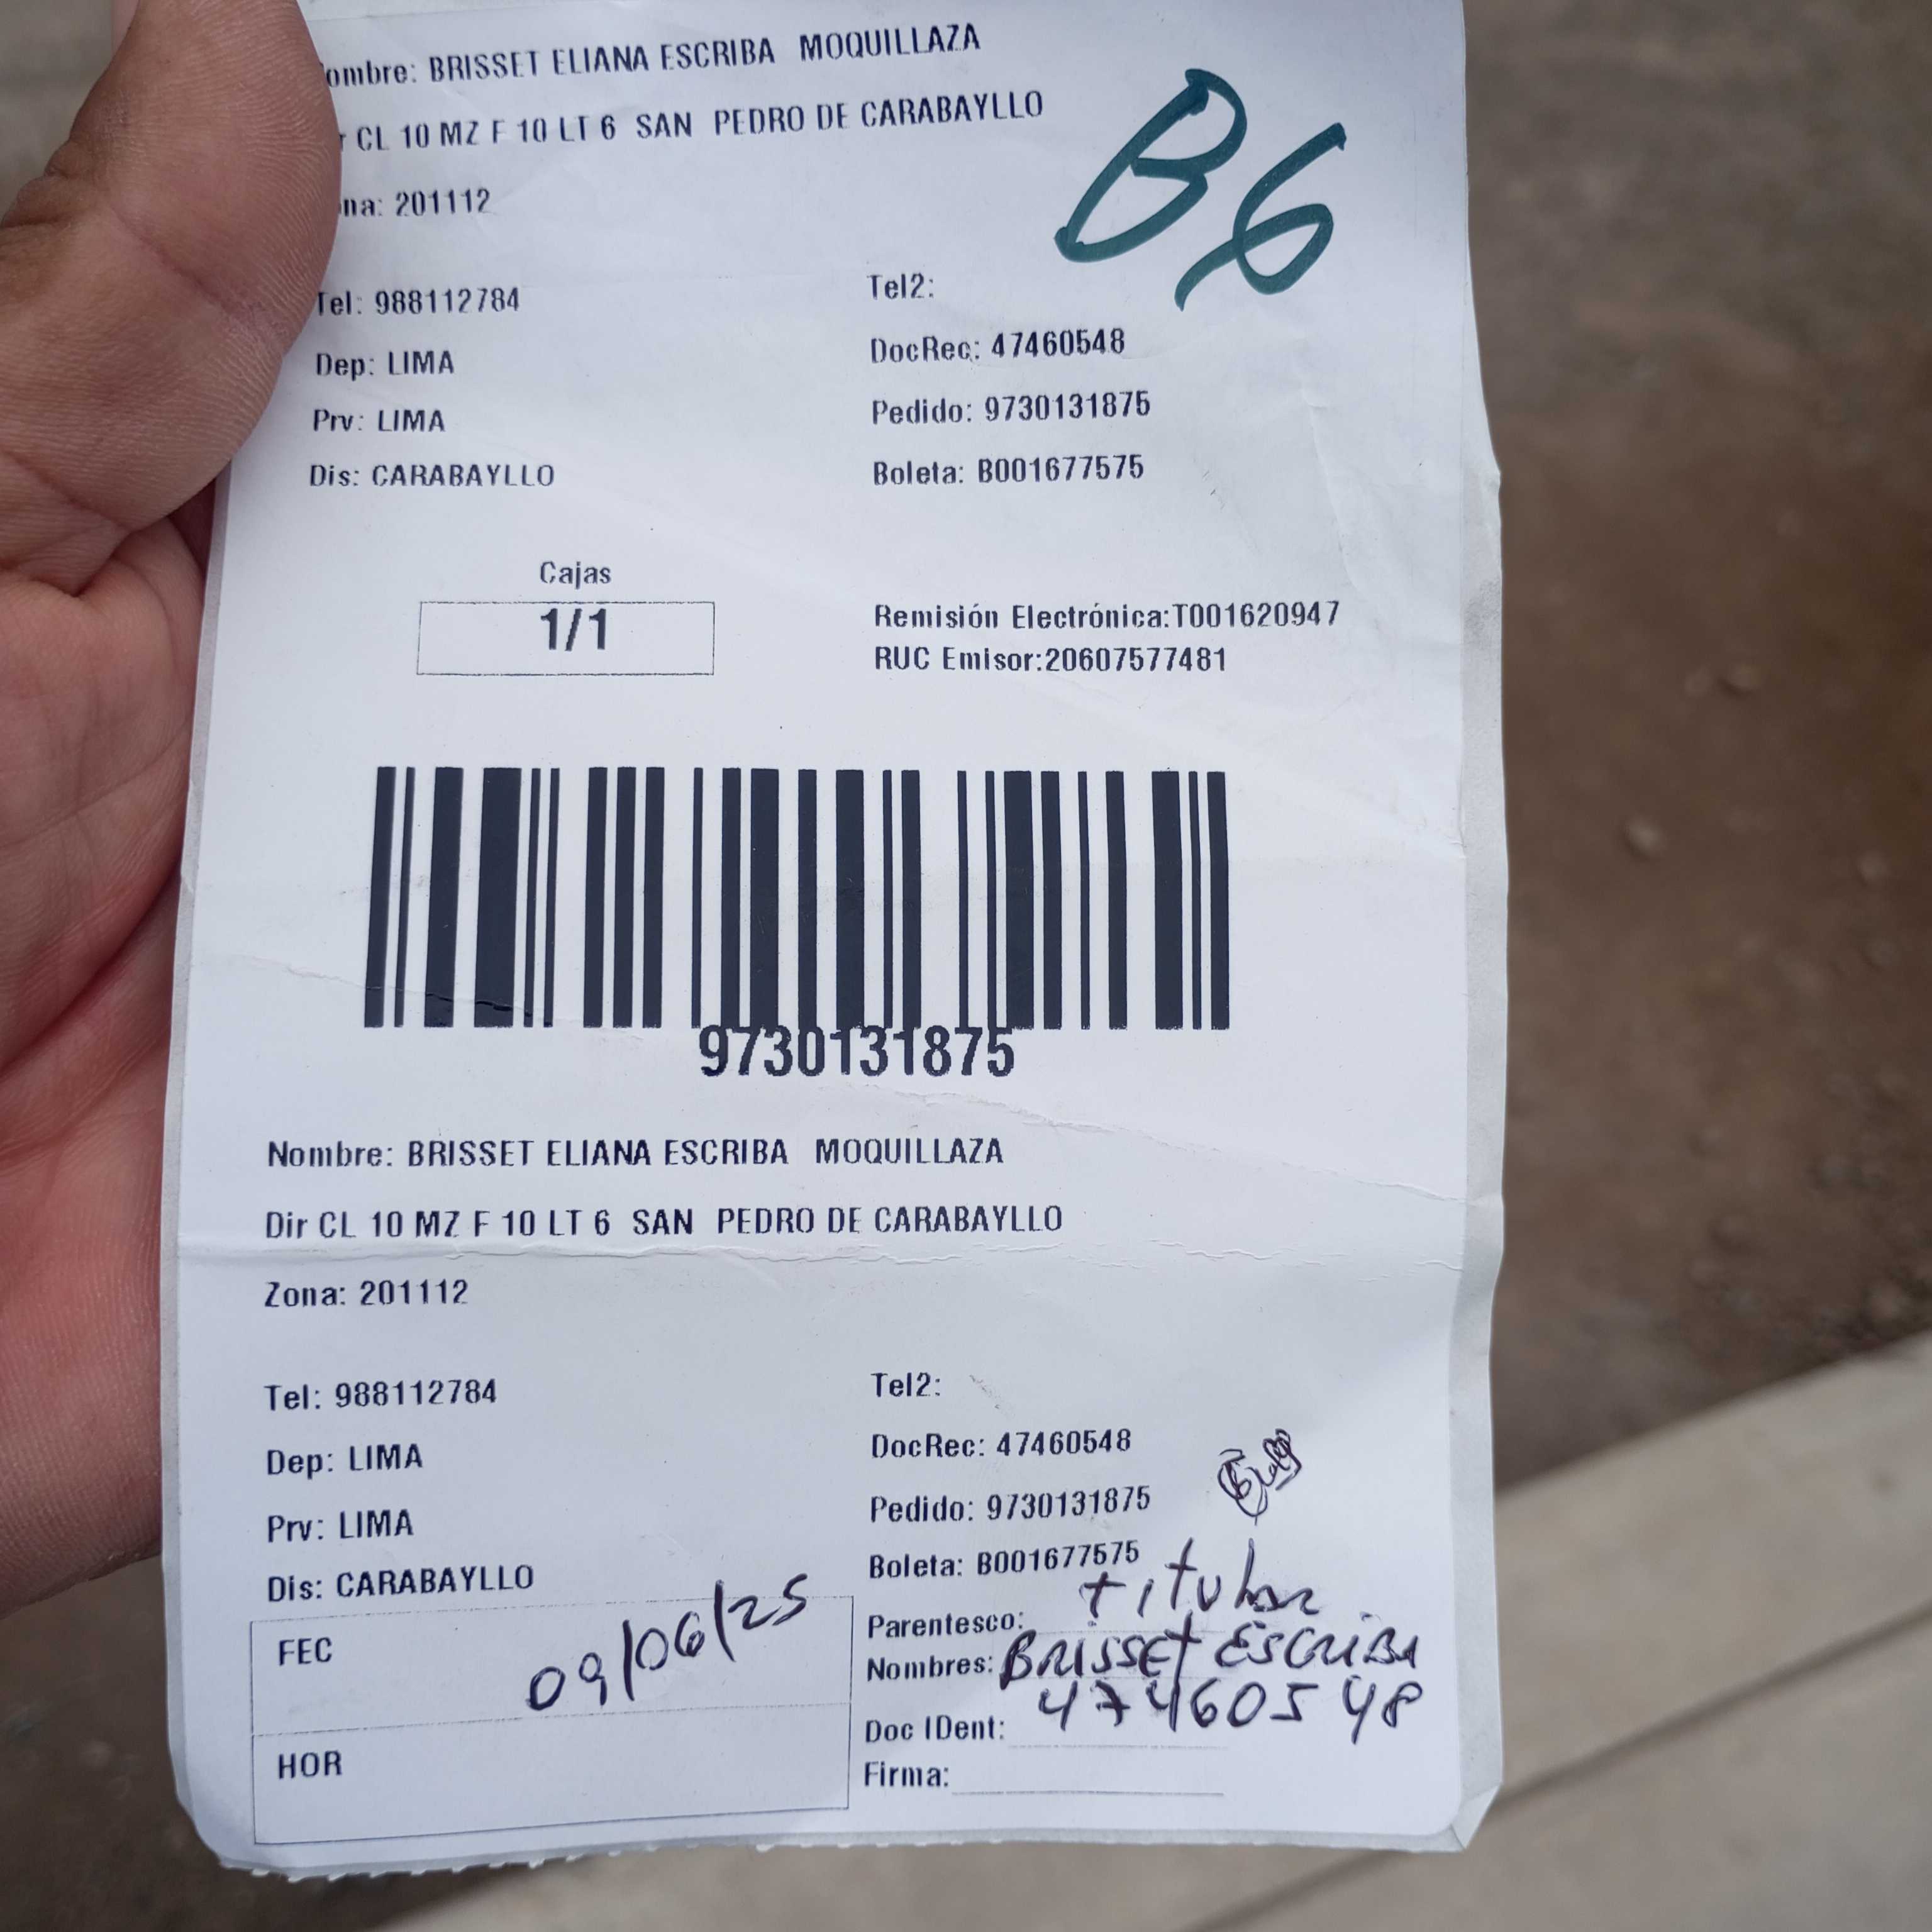 ombre: BRISSET ELIANA ESCRIBA MOQUILLAZA
CL 10 MZ F 10 LT 6 SAN PEDRO DE CARABAYLLO
B6
na: 201112
Tel: 988112784
Tel2:
Dep: LIMA
DocRec: 47460548
Prv: LIMA
Pedido: 9730131875
Dis: CARABAYLLO
Boleta: B001677575
Cajas
1/1
Remisión Electrónica:T001620947
RUC Emisor:20607577481
9730131875
Nombre: BRISSET ELIANA ESCRIBA MOQUILLAZA
Dir CL 10 MZ F 10 LT 6 SAN PEDRO DE CARABAYLLO
Zona: 201112
Tel: 988112784
Tel2:
Dep: LIMA
DocRec: 47460548
Prv: LIMA
Pedido: 9730131875
Dis: CARABAYLLO
Boleta: B001677575
FEC 09/06/25
HOR
Parentesco: titular
Nombres: BRISSET ESCRIBA
Doc IDent: 47460548
Firma: